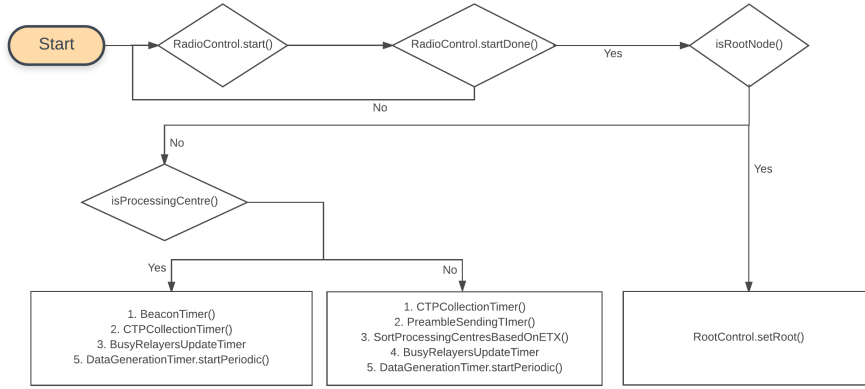 Start
RadioControl.start()
RadioControl.startDone()
Yes
isRootNode()
No
No
Yes
isProcessingCentre()
Yes
No
1. BeaconTimer()
2. CTPCollectionTimer()
3. BusyRelayersUpdateTimer
5. DataGenerationTimer.startPeriodic()
1. CTPCollectionTimer()
2. PreambleSendingTImer()
3. SortProcessingCentresBasedOnETX()
4. BusyRelayersUpdateTimer
5. DataGenerationTimer.startPeriodic()
RootControl.setRoot()